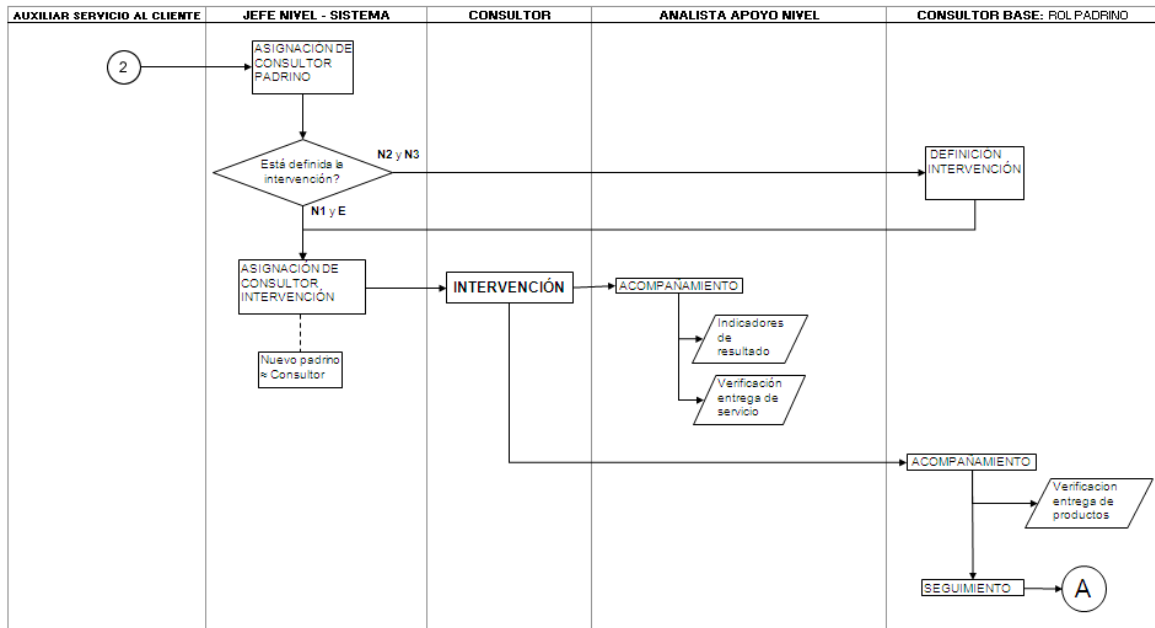 AUXILIAR SERVICIO AL CLIENTE
JEFE NIVEL - SISTEMA
CONSULTOR
ANALISTA APOYO NIVEL
CONSULTOR BASE: ROL PADRINO
2
ASIGNACIÓN DE
CONSULTOR
PADRINO
Está definida la
intervención?
N2 y N3
DEFINICIÓN
INTERVENCIÓN
N1 y E
ASIGNACIÓN DE
CONSULTOR
INTERVENCIÓN
INTERVENCIÓN
ACOMPAÑAMIENTO
Indicadores
de
resultado
Nuevo padrino
≈ Consultor
Verificación
entrega de
servicio
ACOMPAÑAMIENTO
Verificacion
entrega de
productos
SEGUIMIENTO
A